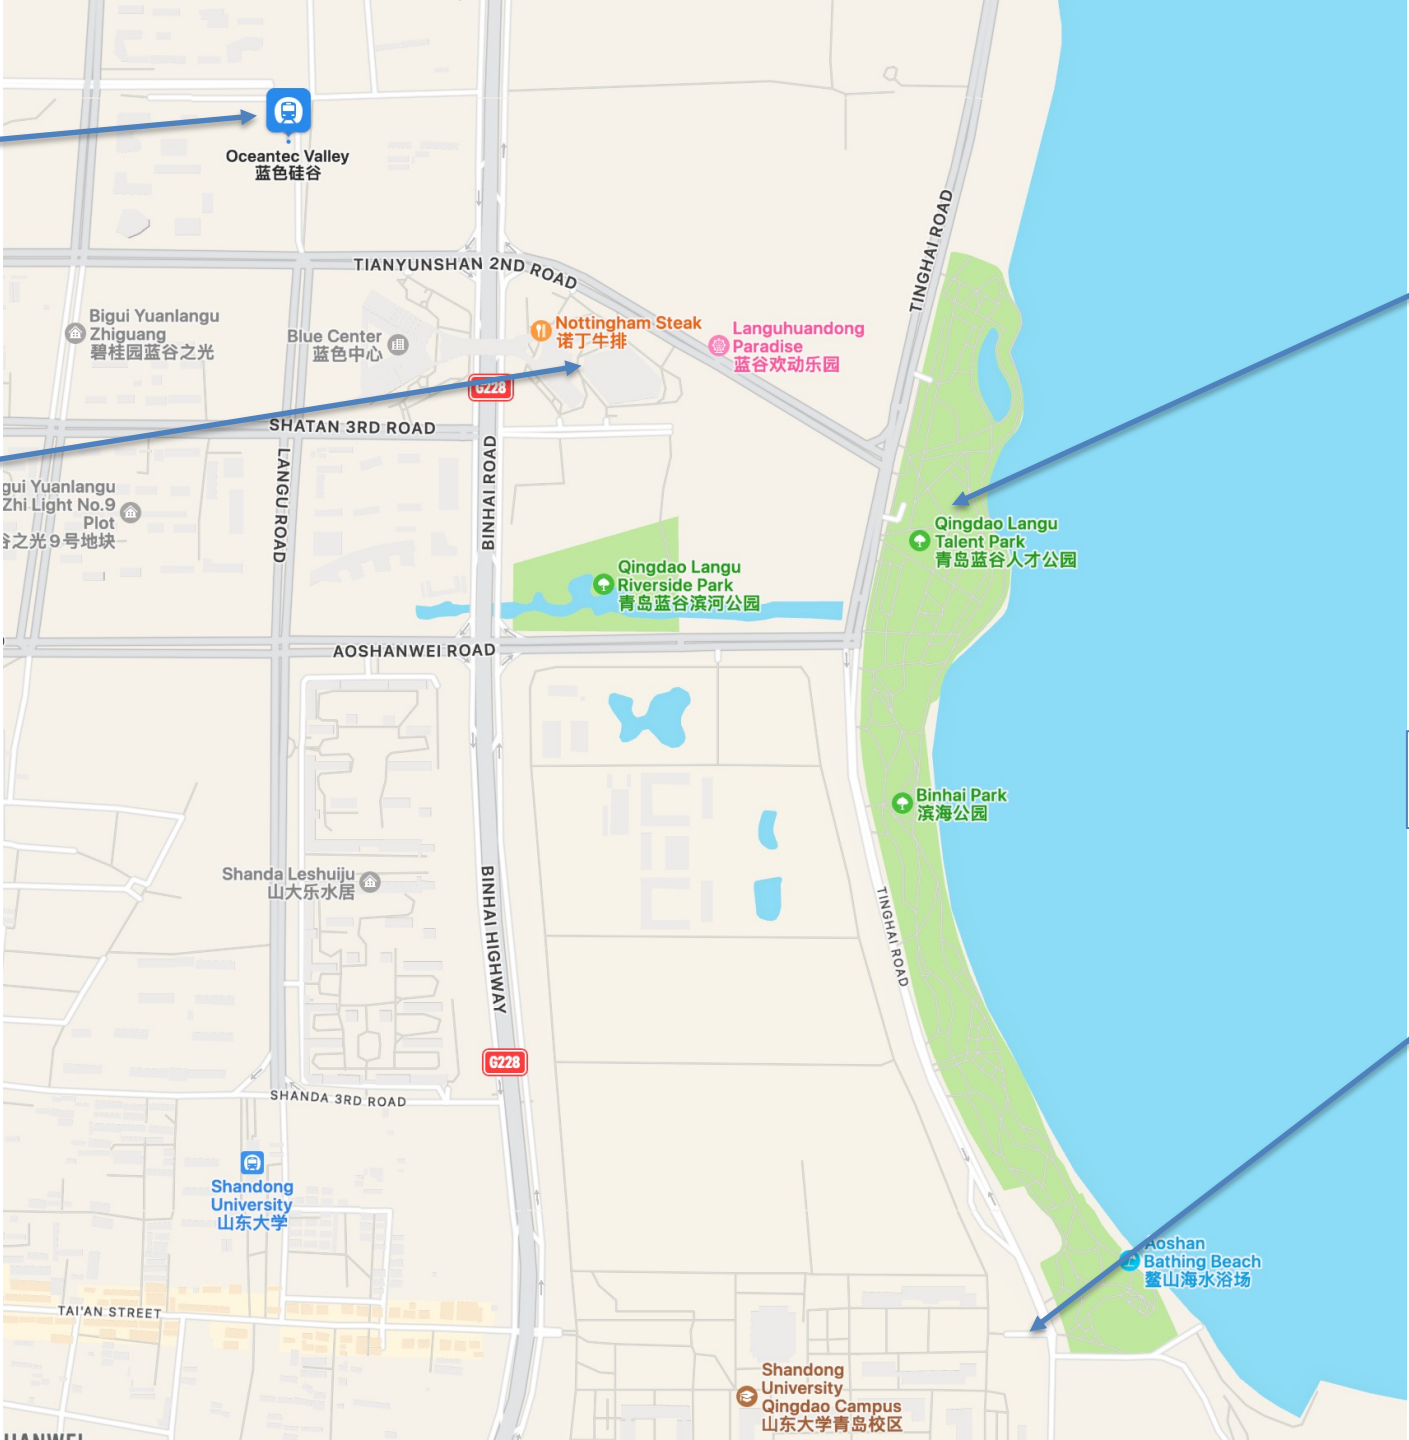 Oceantec Valley
蓝色硅谷
TINGHAI ROAD
TIANYUNSHAN 2ND ROAD
Bigui Yuanlangu
Zhiguang
碧桂园蓝谷之光
Blue Center
蓝色中心
Nottingham Steak
诺丁牛排
Languhuandong
Paradise
蓝谷欢动乐园
G228
SHATAN 3RD ROAD
LANGU ROAD
BINHAI ROAD
gui Yuanlangu
Zhi Light No.9
Plot
谷之光9号地块
Qingdao Langu
Talent Park
青岛蓝谷人才公园
Qingdao Langu
Riverside Park
青岛蓝谷滨河公园
AOSHANWEI ROAD
Binhai Park
滨海公园
Shanda Leshuiju
山大乐水居
BINHAI HIGHWAY
TINGHAI ROAD
G228
SHANDA 3RD ROAD
Shandong
University
山东大学
Aoshan
Bathing Beach
鳌山海水浴场
TAI'AN STREET
Shandong
University
Qingdao Campus
山东大学青岛校区